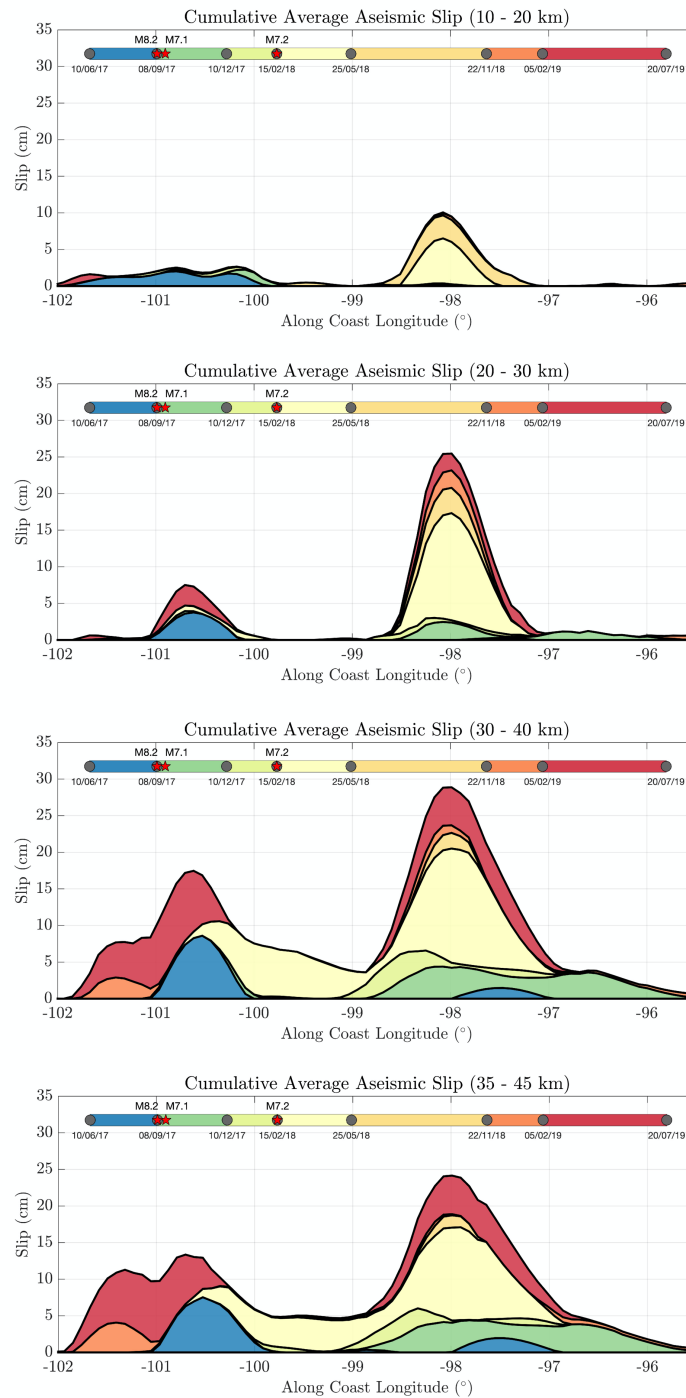 Cumulative Average Aseismic Slip (10 - 20 km)
35
M8.2 M7.1 M7.2
30
10/06/17 08/09/17 10/12/17 15/02/18 25/05/18 22/11/18 05/02/19 20/07/19
25
20
Slip (cm)
15
10
5
0
-102 -101 -100 -99 -98 -97 -96
Along Coast Longitude (°)
Cumulative Average Aseismic Slip (20 - 30 km)
35
M8.2 M7.1 M7.2
30
10/06/17 08/09/17 10/12/17 15/02/18 25/05/18 22/11/18 05/02/19 20/07/19
25
20
Slip (cm)
15
10
5
0
-102 -101 -100 -99 -98 -97 -96
Along Coast Longitude (°)
Cumulative Average Aseismic Slip (30 - 40 km)
35
M8.2 M7.1 M7.2
30
10/06/17 08/09/17 10/12/17 15/02/18 25/05/18 22/11/18 05/02/19 20/07/19
25
20
Slip (cm)
15
10
5
0
-102 -101 -100 -99 -98 -97 -96
Along Coast Longitude (°)
Cumulative Average Aseismic Slip (35 - 45 km)
35
M8.2 M7.1 M7.2
30
10/06/17 08/09/17 10/12/17 15/02/18 25/05/18 22/11/18 05/02/19 20/07/19
25
20
Slip (cm)
15
10
5
0
-102 -101 -100 -99 -98 -97 -96
Along Coast Longitude (°)